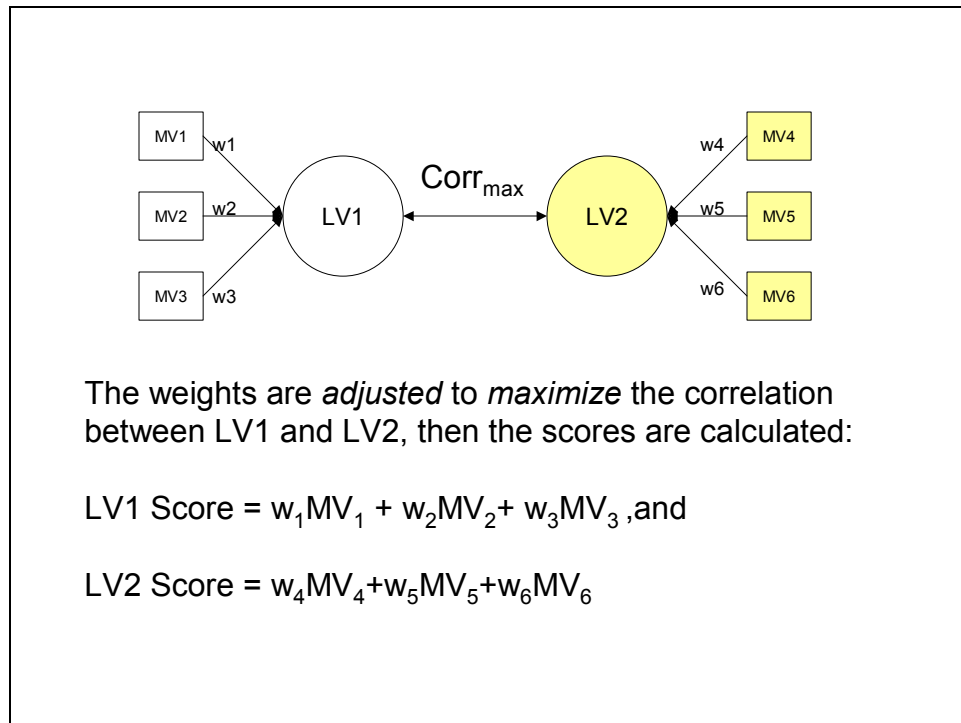 MV1 w1 w4 MV4
Corr_max
MV2 w2 LV1 LV2 w5 MV5
MV3 w3 w6 MV6
The weights are adjusted to maximize the correlation
between LV1 and LV2, then the scores are calculated:
LV1 Score = w₁MV₁ + w₂MV₂+ w₃MV₃ ,and
LV2 Score = w₄MV₄+w₅MV₅+w₆MV₆